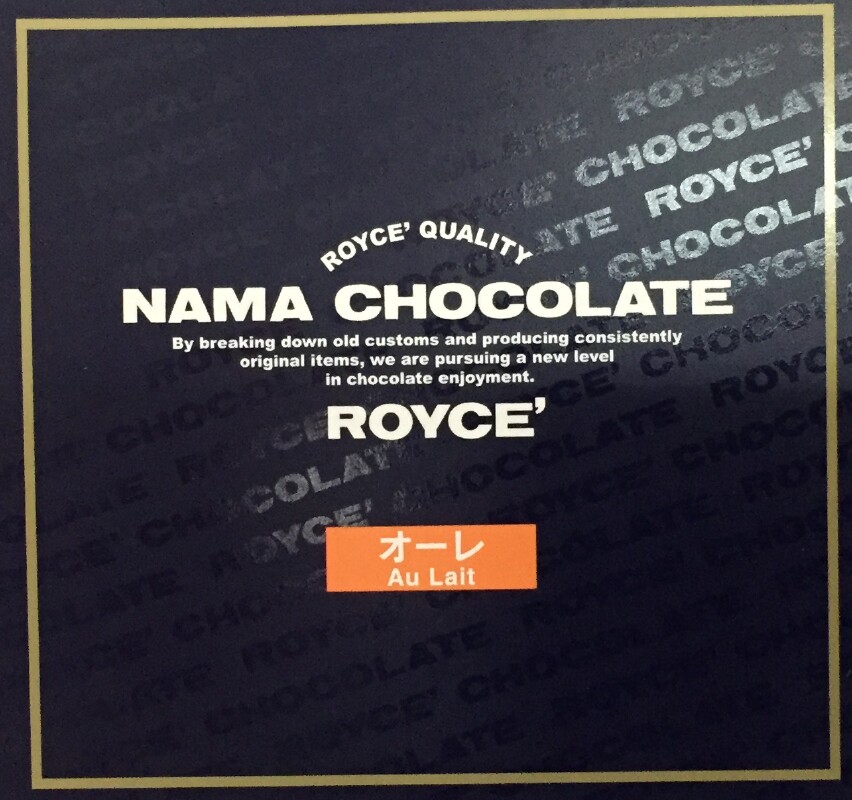 ROYCE' QUALITY
NAMA CHOCOLATE
By breaking down old customs and producing consistently
original items, we are pursuing a new level
in chocolate enjoyment.
ROYCE'
オーレ
Au Lait